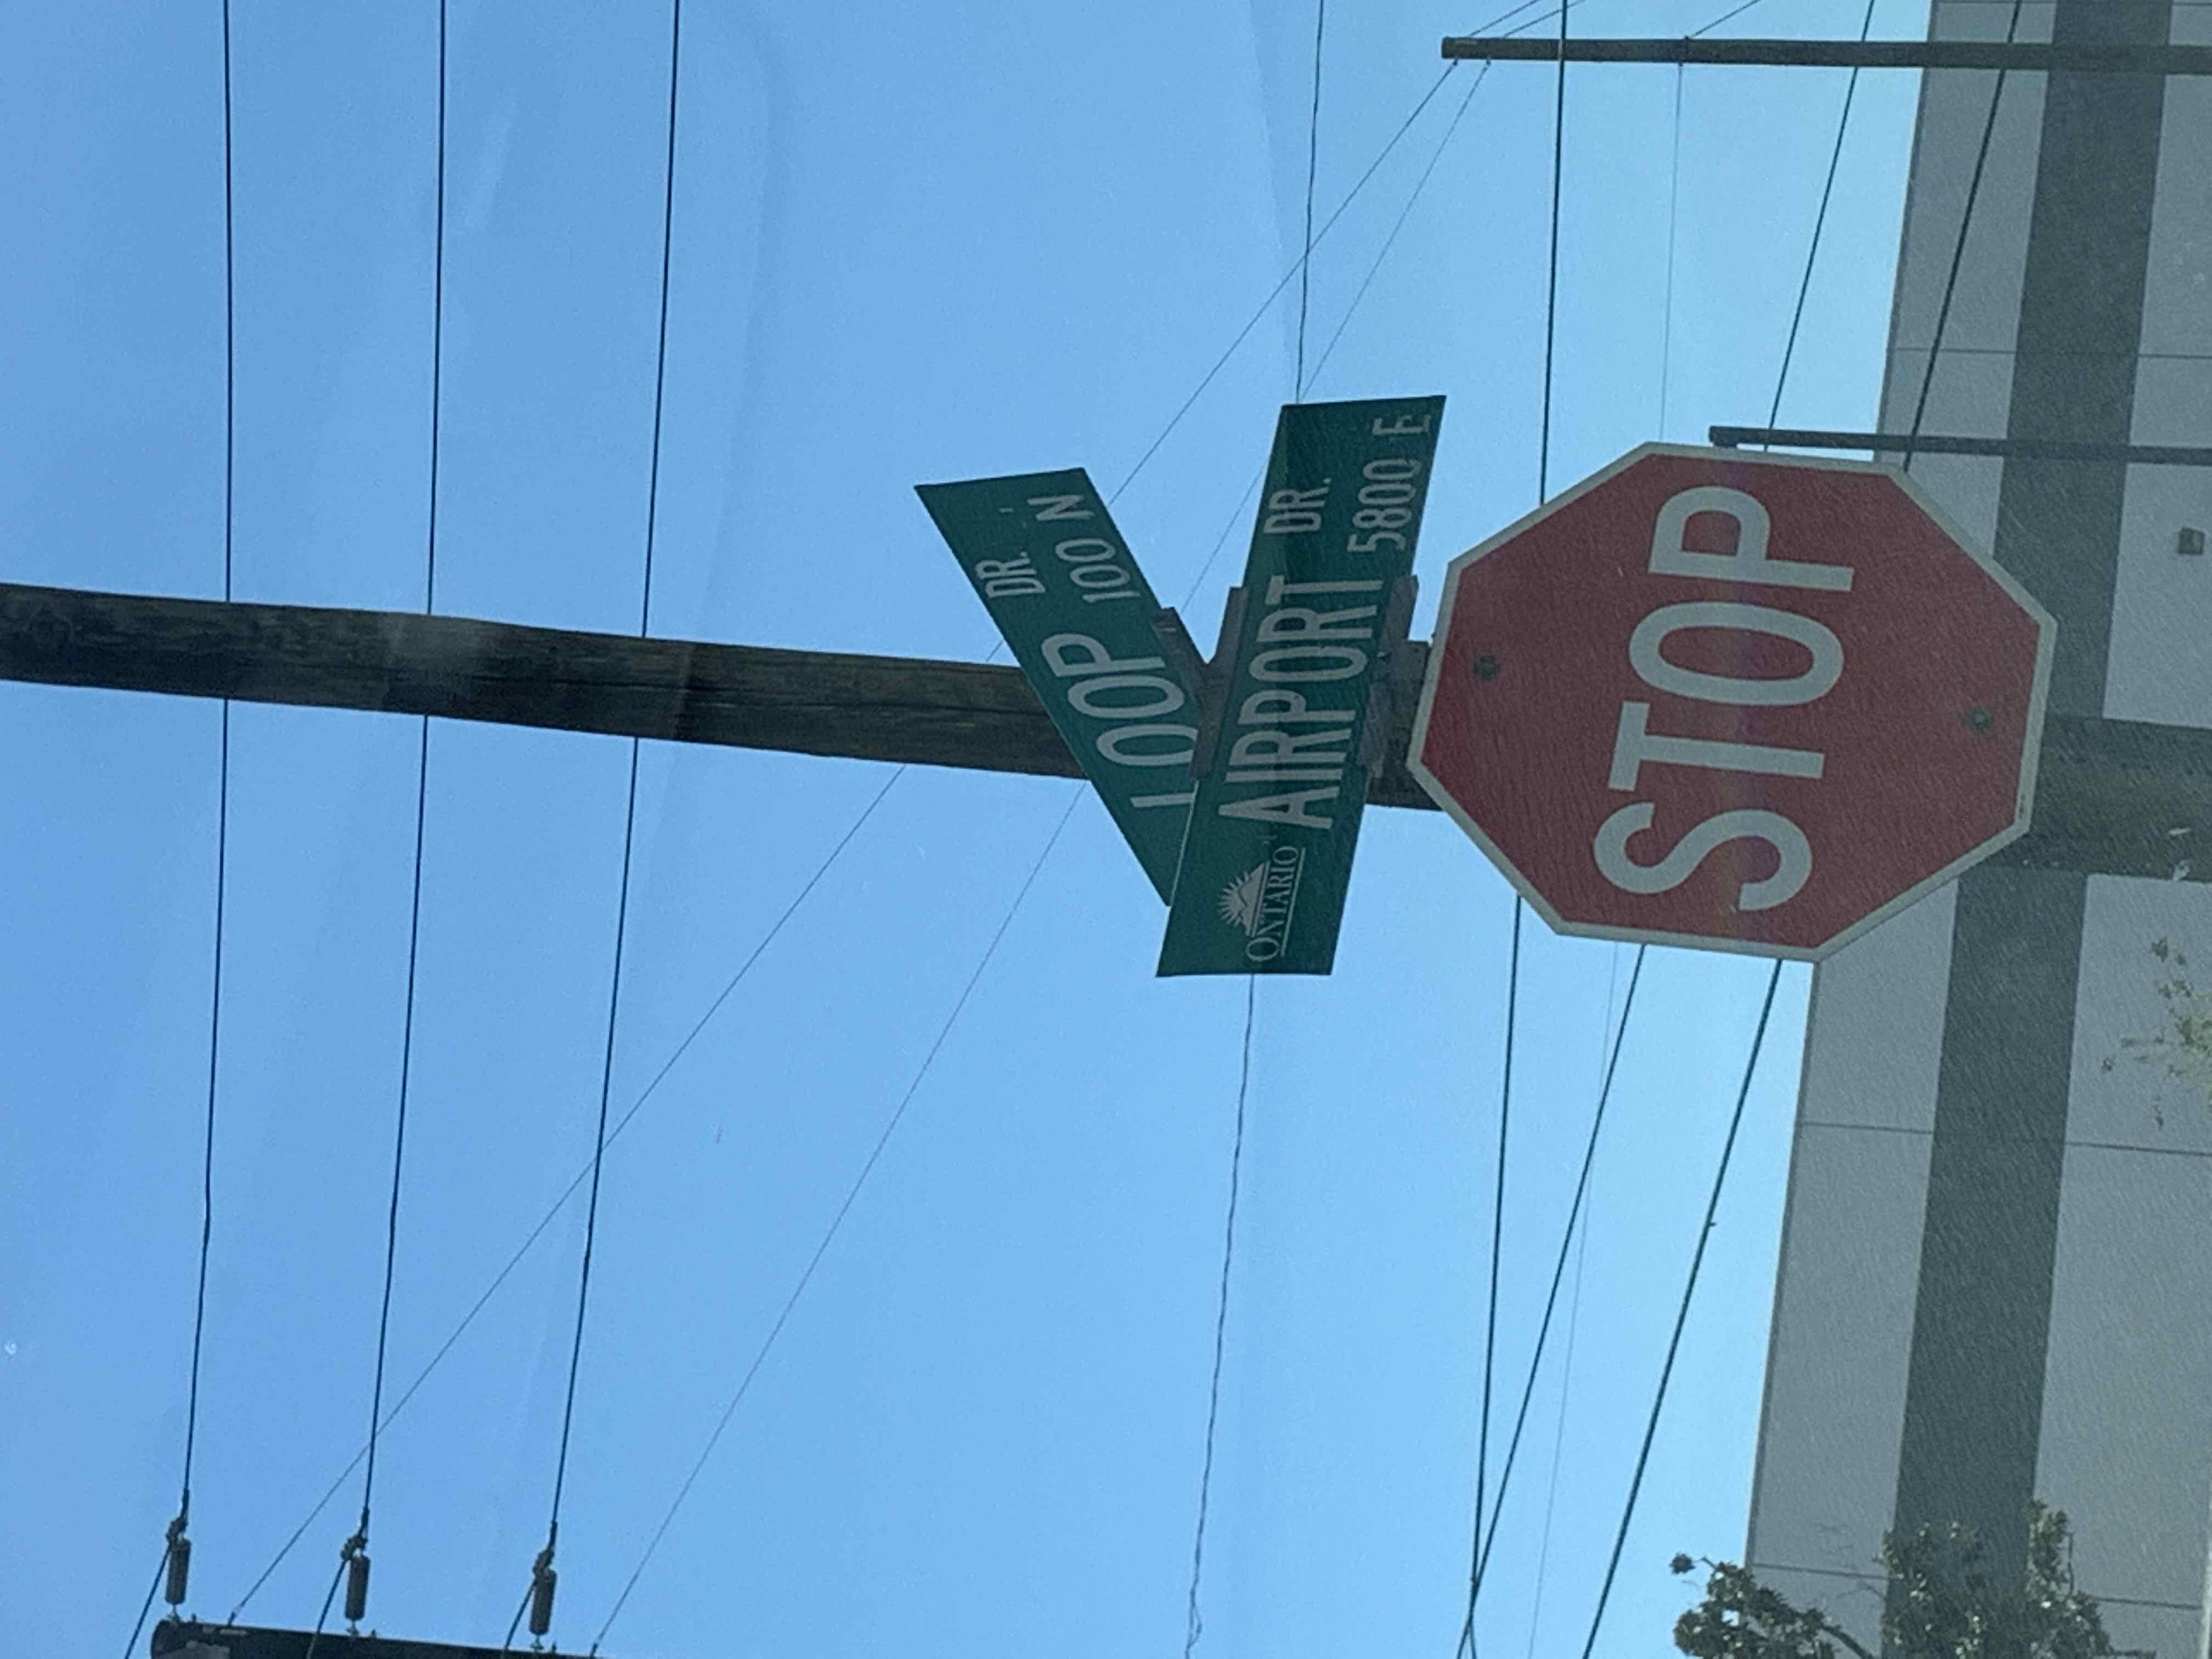 LOOP DR.
100 N
ONTARIO AIRPORT DR.
5800 E
STOP